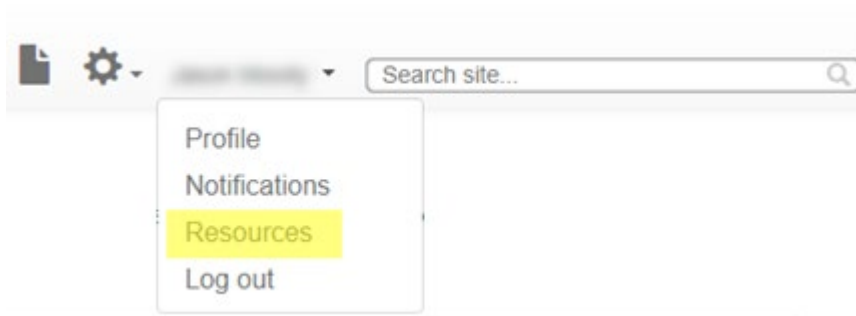 Search site...
Profile
Notifications
Resources
Log out